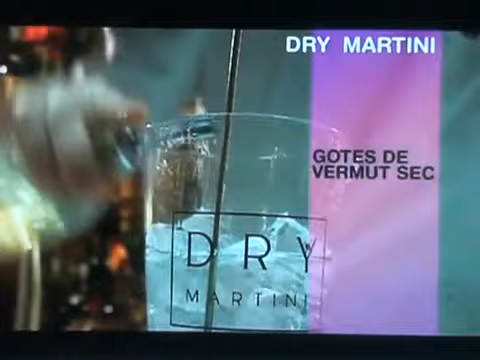 DRY MARTINI
GOTES DE
VERMUT SEC
DRY
MARTINI